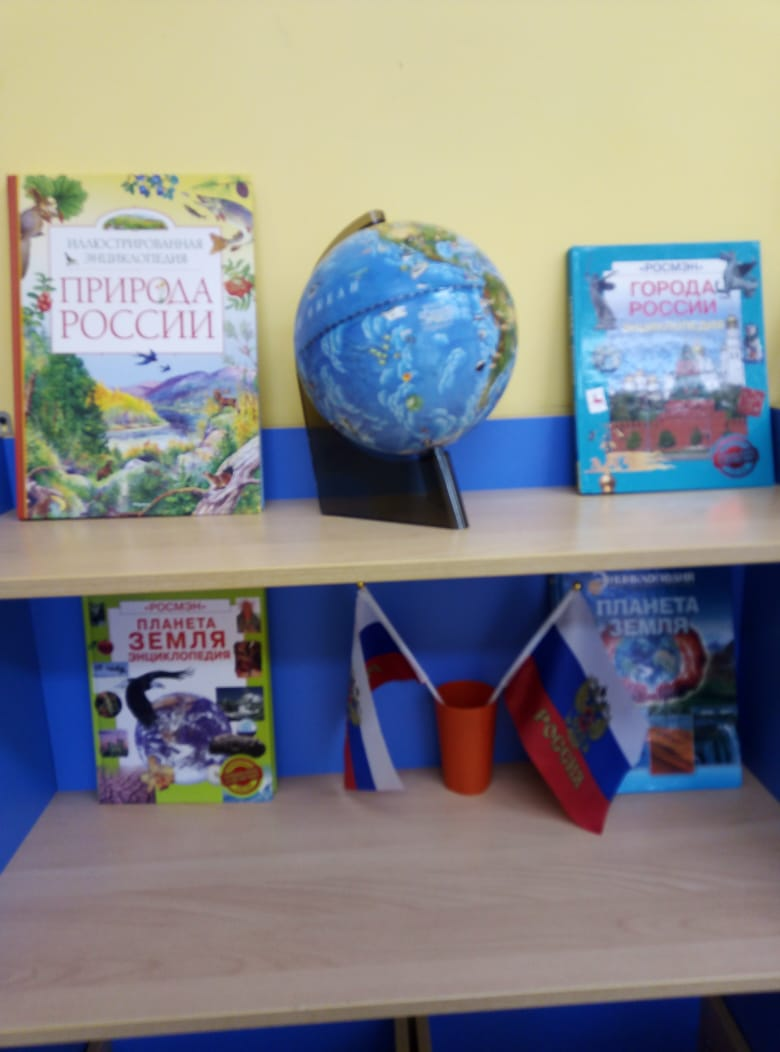 ИЛЛЮСТРИРОВАННАЯ
ЭНЦИКЛОПЕДИЯ
ПРИРОДА
РОССИИ
«РОСМЭН»
ГОРОДА
РОССИИ
ЭНЦИКЛОПЕДИЯ
«РОСМЭН»
ПЛАНЕТА
ЗЕМЛЯ
ЭНЦИКЛОПЕДИЯ
РОССИЯ
ЭНЦИКЛОПЕДИЯ
ПЛАНЕТА
ЗЕМЛЯ